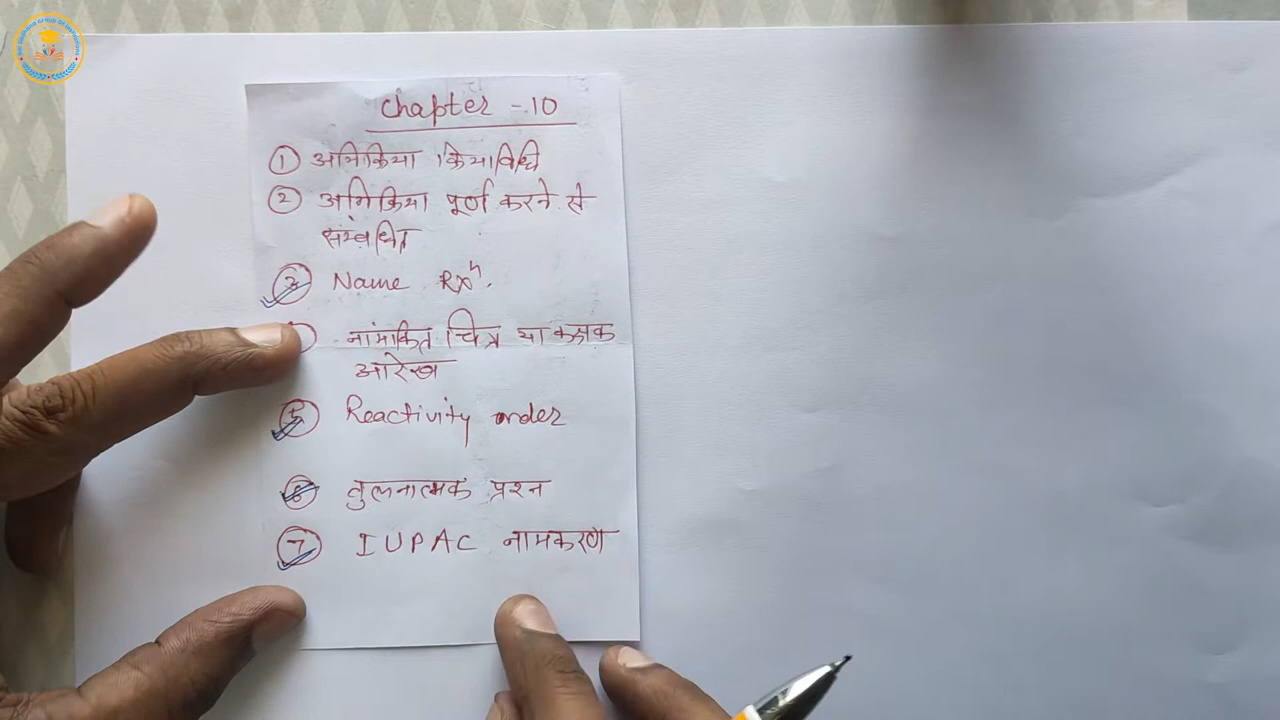 Chapter - 10
① अभिक्रिया क्रियाविधि
② अभिक्रिया पूर्ण करने से
संबंधित
③ Name RXⁿ.
नामांकित चित्र या कक्षक
आरेख
⑤ Reactivity order
⑥ तुलनात्मक प्रश्न
⑦ IUPAC नामकरण